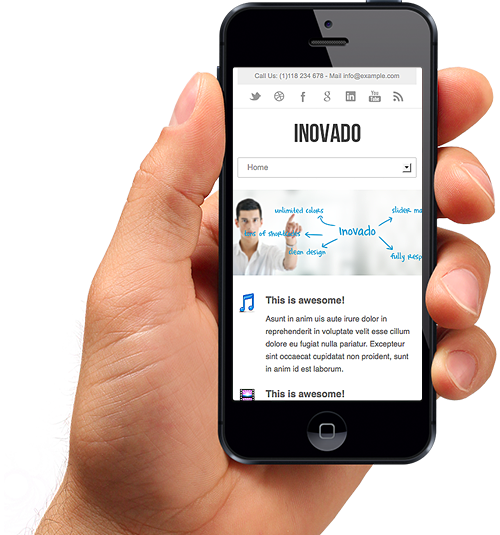 Call Us: (1)118 234 678 - Mail info@example.com
f g in You Tube
INOVADO
Home
unlimited colors
slider ma
tons of shortcodes
Inovado
clean design
fully resp
This is awesome!
Asunt in anim uis aute irure dolor in
reprehenderit in voluptate velit esse cillum
dolore eu fugiat nulla pariatur. Excepteur
sint occaecat cupidatat non proident, sunt
in anim id est laborum.
This is awesome!